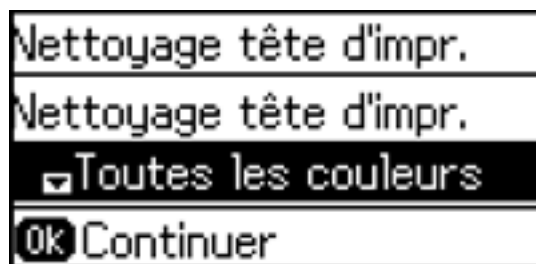 Nettoyage tête d'impr.
Nettoyage tête d'impr.
Toutes les couleurs
OK Continuer